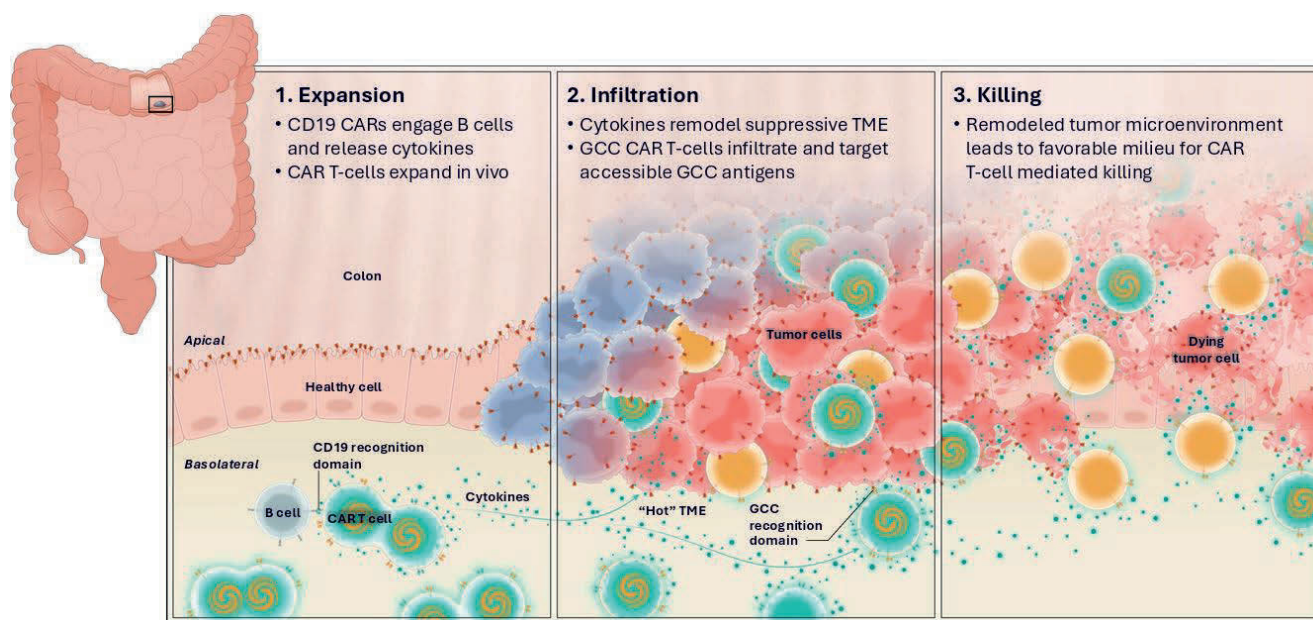 1. Expansion
• CD19 CARs engage B cells
and release cytokines
• CAR T-cells expand in vivo
2. Infiltration
• Cytokines remodel suppressive TME
• GCC CAR T-cells infiltrate and target
accessible GCC antigens
3. Killing
• Remodeled tumor microenvironment
leads to favorable milieu for CAR
T-cell mediated killing
Colon
Apical
Healthy cell
Basolateral
CD19 recognition
domain
B cell
CAR T cell
Cytokines
Tumor cells
"Hot" TME
GCC
recognition
domain
Dying
tumor cell